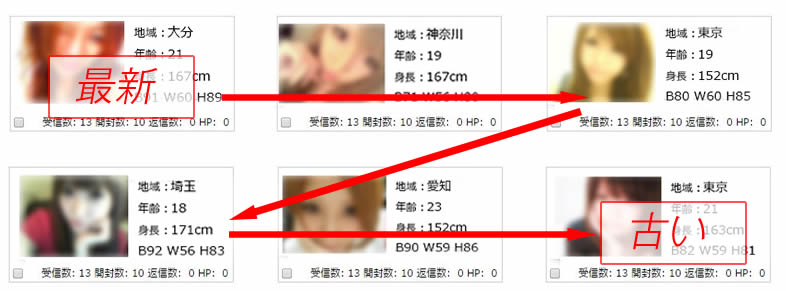 地域：大分
年齢：21
身長：167cm
B91 W60 H89
受信数: 13 開封数: 10 返信数: 0 HP: 0
最新
地域：神奈川
年齢：19
身長：167cm
受信数: 13 開封数: 10 返信数: 0 HP: 0
地域：東京
年齢：19
身長：152cm
B80 W60 H85
受信数: 13 開封数: 10 返信数: 0 HP: 0
地域：埼玉
年齢：18
身長：171cm
B92 W56 H83
受信数: 13 開封数: 10 返信数: 0 HP: 0
地域：愛知
年齢：23
身長：152cm
B90 W59 H86
受信数: 13 開封数: 10 返信数: 0 HP: 0
地域：東京
年齢：21
身長：163cm
B82 W59 H81
受信数: 13 開封数: 10 返信数: 0 HP: 0
古い